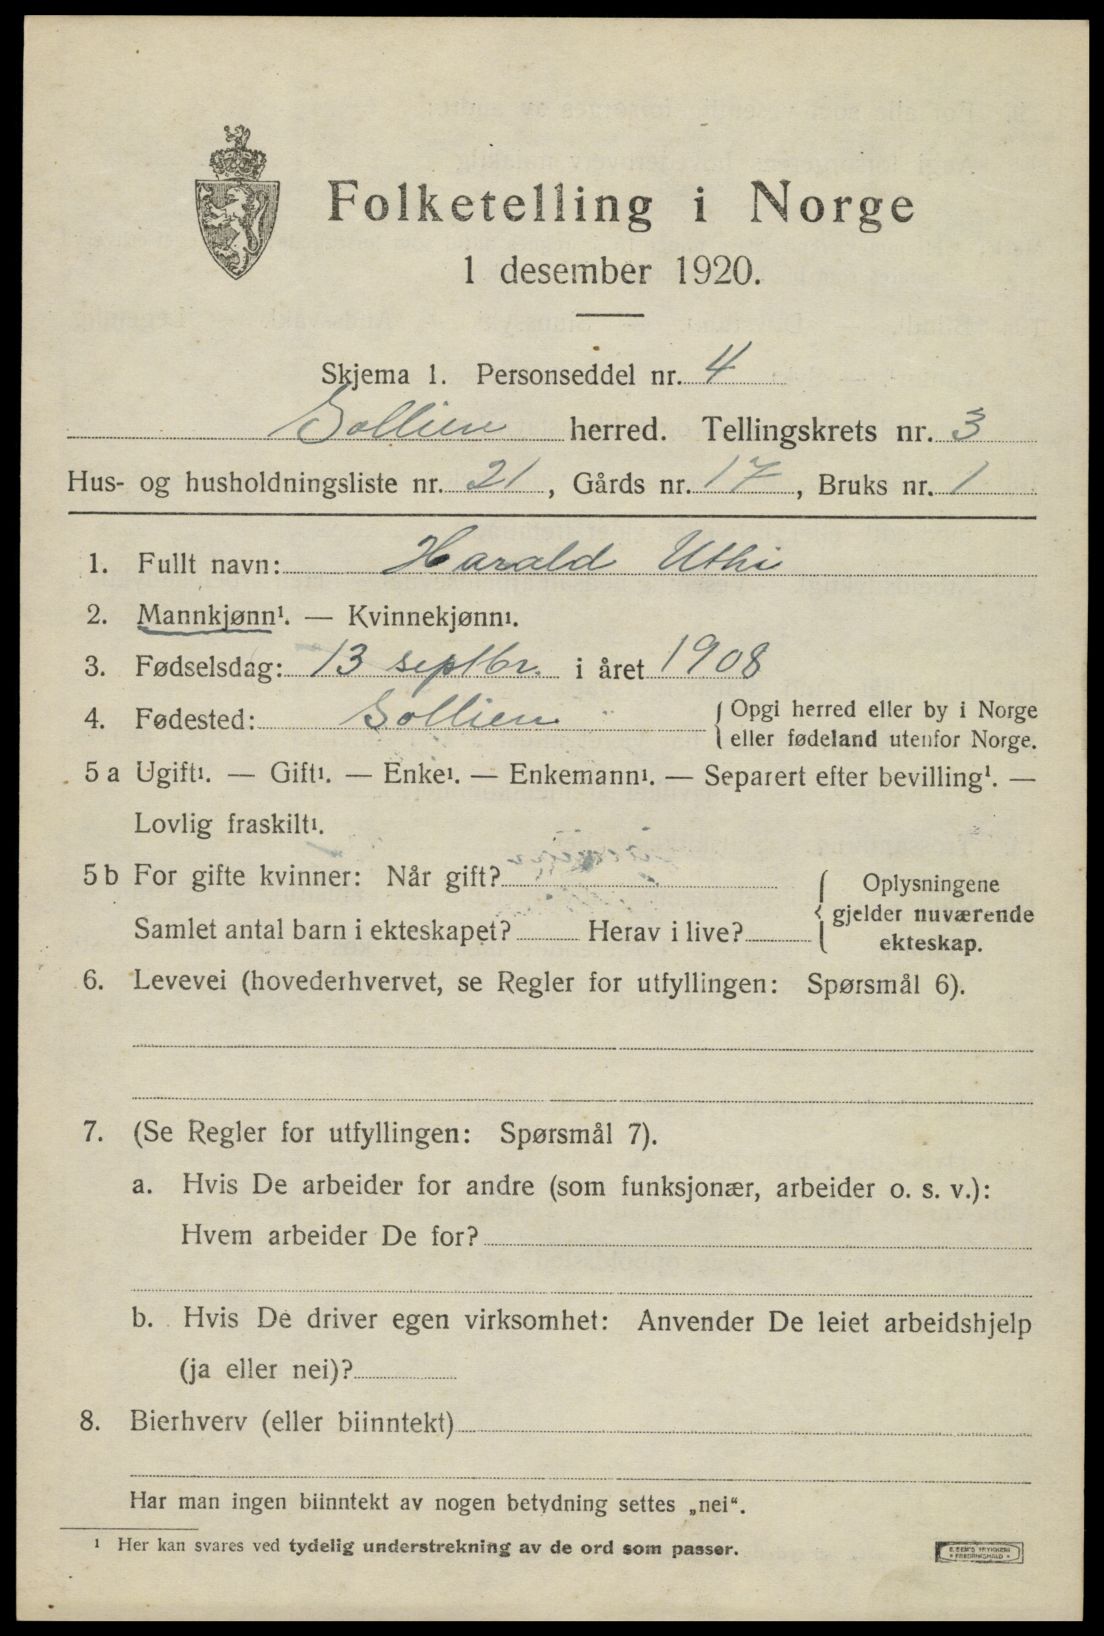 Folketelling i Norge
1 desember 1920.
Skjema 1. Personseddel nr. 4
Sollien herred. Tellingskrets nr. 3
Hus- og husholdningsliste nr. 21, Gårds nr. 17, Bruks nr. 1
1. Fullt navn: Harald Uthi
2. Mannkjønn¹. — Kvinnekjønn¹.
3. Fødselsdag: 13 septbr. i året 1908
4. Fødested: Sollien { Opgi herred eller by i Norge
eller fødeland utenfor Norge.
5 a Ugift¹. — Gift¹. — Enke¹. — Enkemann¹. — Separert efter bevilling¹. —
Lovlig fraskilt¹.
5 b For gifte kvinner: Når gift? { Oplysningene
gjelder nuværende
Samlet antal barn i ekteskapet? Herav i live? ekteskap.
6. Levevei (hovederhvervet, se Regler for utfyllingen: Spørsmål 6).
7. (Se Regler for utfyllingen: Spørsmål 7).
a. Hvis De arbeider for andre (som funksjonær, arbeider o. s. v.):
Hvem arbeider De for?
b. Hvis De driver egen virksomhet: Anvender De leiet arbeidshjelp
(ja eller nei)?
8. Bierhverv (eller biinntekt)
Har man ingen biinntekt av nogen betydning settes „nei“.
¹ Her kan svares ved tydelig understrekning av de ord som passer.